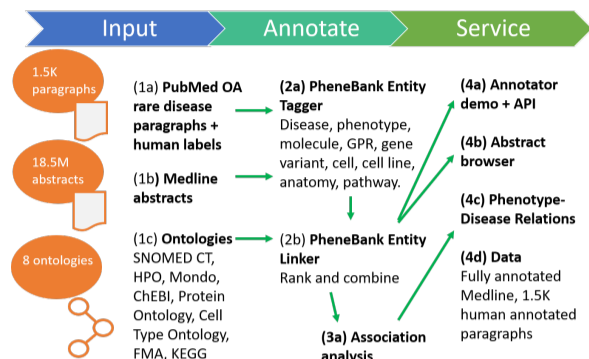 Input
Annotate
Service
1.5K
paragraphs
18.5M
abstracts
8 ontologies
(1a) PubMed OA
rare disease
paragraphs +
human labels
(1b) Medline
abstracts
(1c) Ontologies
SNOMED CT,
HPO, Mondo,
ChEBI, Protein
Ontology, Cell
Type Ontology,
FMA, KEGG
(2a) PheneBank Entity
Tagger
Disease, phenotype,
molecule, GPR, gene
variant, cell, cell line,
anatomy, pathway.
(2b) PheneBank Entity
Linker
Rank and combine
(3a) Association
analysis
(4a) Annotator
demo + API
(4b) Abstract
browser
(4c) Phenotype-
Disease Relations
(4d) Data
Fully annotated
Medline, 1.5K
human annotated
paragraphs